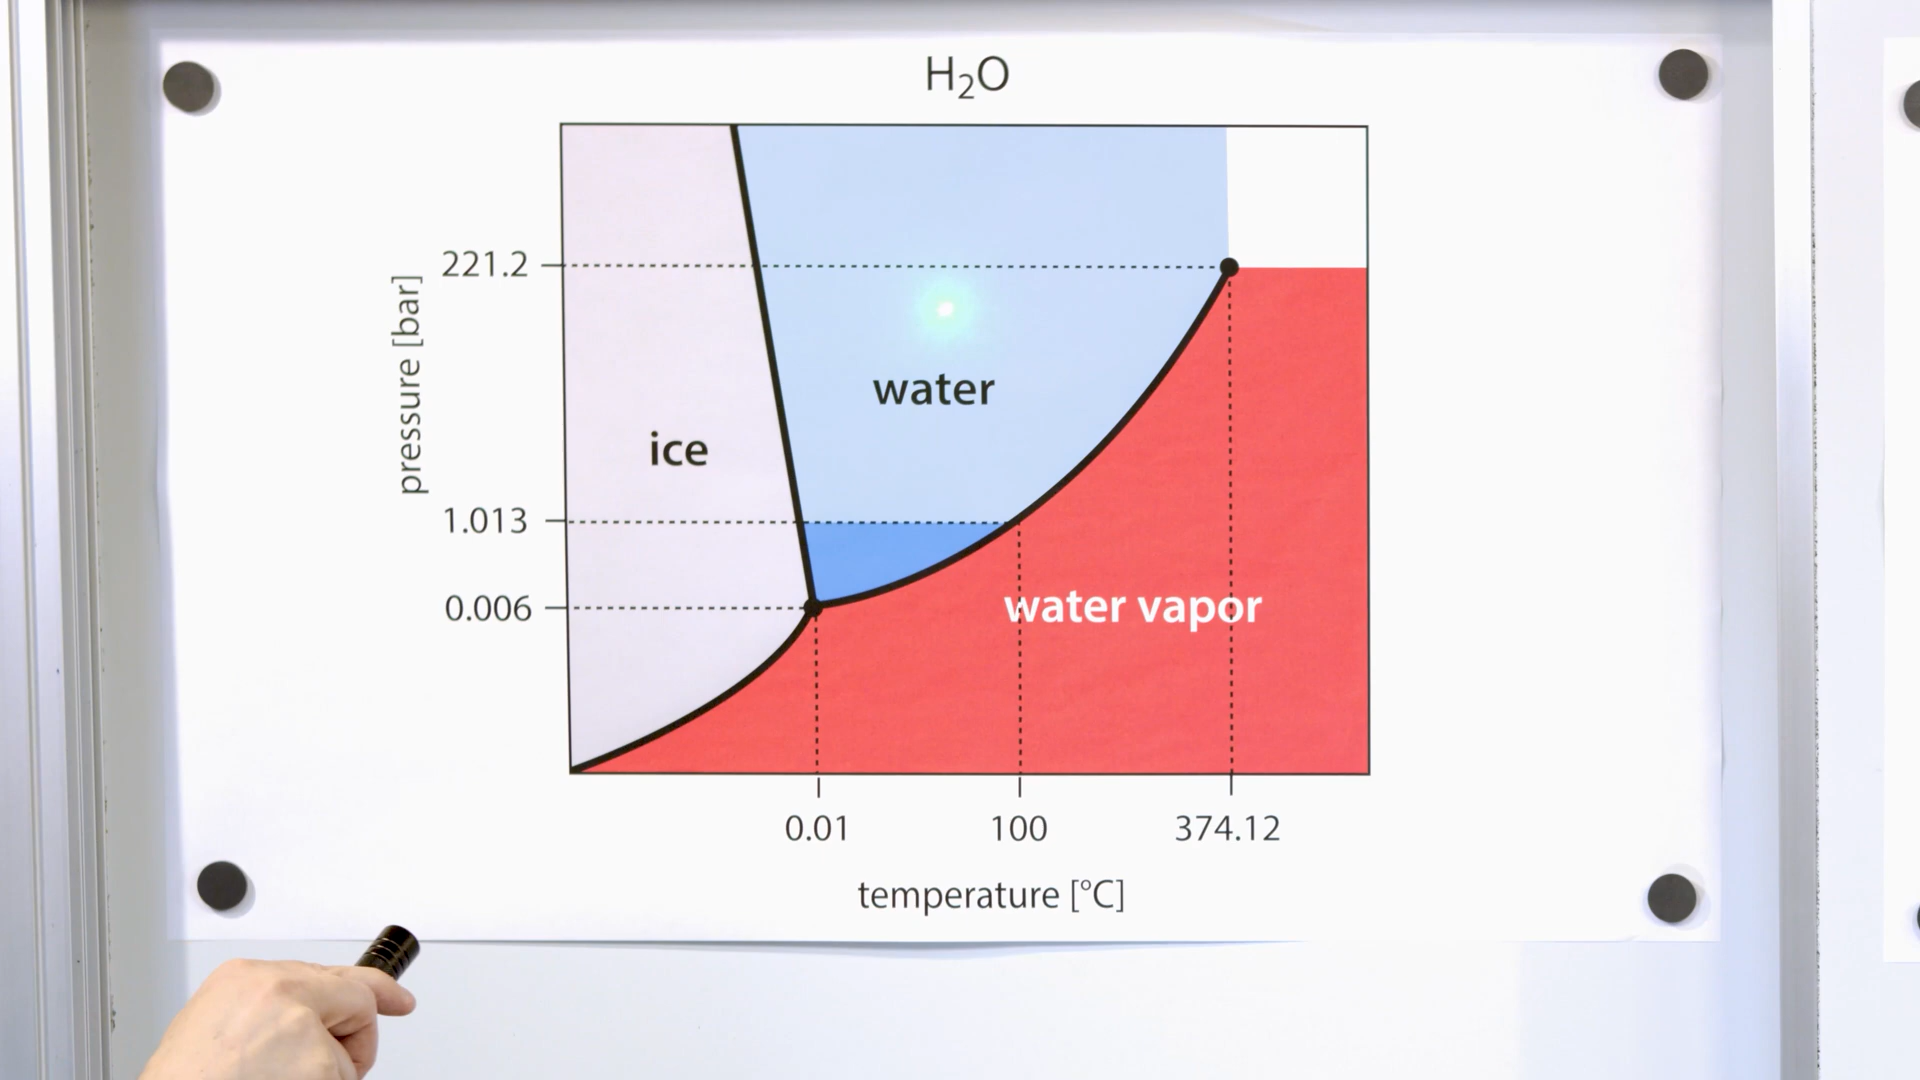 H₂O
221.2
pressure [bar]
water
ice
1.013
0.006
water vapor
0.01 100 374.12
temperature [°C]